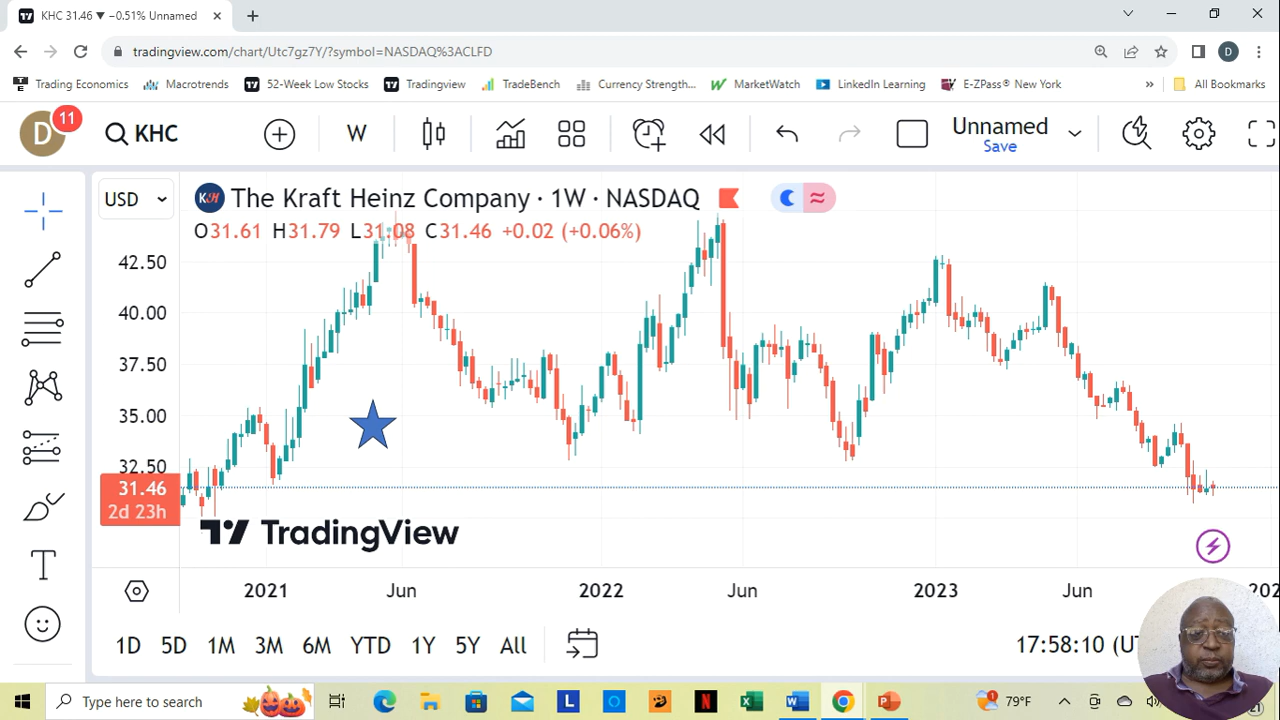 KHC 31.46 ▼ −0.51% Unnamed
tradingview.com/chart/Utc7gz7Y/?symbol=NASDAQ%3ACLFD
D
Trading Economics
Macrotrends
52-Week Low Stocks
Tradingview
TradeBench
Currency Strength...
MarketWatch
LinkedIn Learning
E-ZPass® New York
»
All Bookmarks
D
11
KHC
W
Unnamed
Save
USD
K͟H The Kraft Heinz Company · 1W · NASDAQ
O31.61 H31.79 L31.08 C31.46 +0.02 (+0.06%)
42.50
40.00
37.50
35.00
32.50
31.46
2d 23h
TradingView
2021
Jun
2022
Jun
2023
Jun
1D 5D 1M 3M 6M YTD 1Y 5Y All
17:58:10
Type here to search
79°F